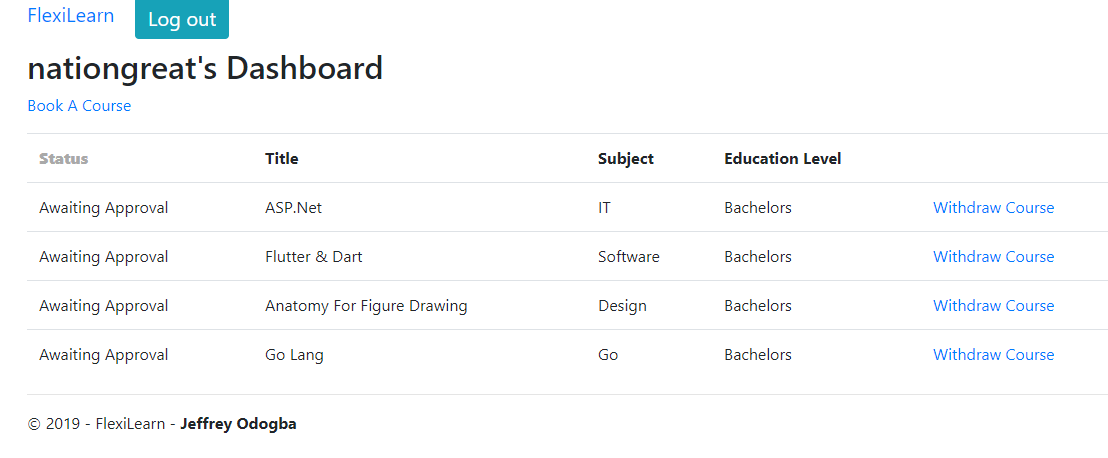 FlexiLearn Log out
nationgreat's Dashboard
Book A Course
Status Title Subject Education Level
Awaiting Approval ASP.Net IT Bachelors Withdraw Course
Awaiting Approval Flutter & Dart Software Bachelors Withdraw Course
Awaiting Approval Anatomy For Figure Drawing Design Bachelors Withdraw Course
Awaiting Approval Go Lang Go Bachelors Withdraw Course
© 2019 - FlexiLearn - Jeffrey Odogba